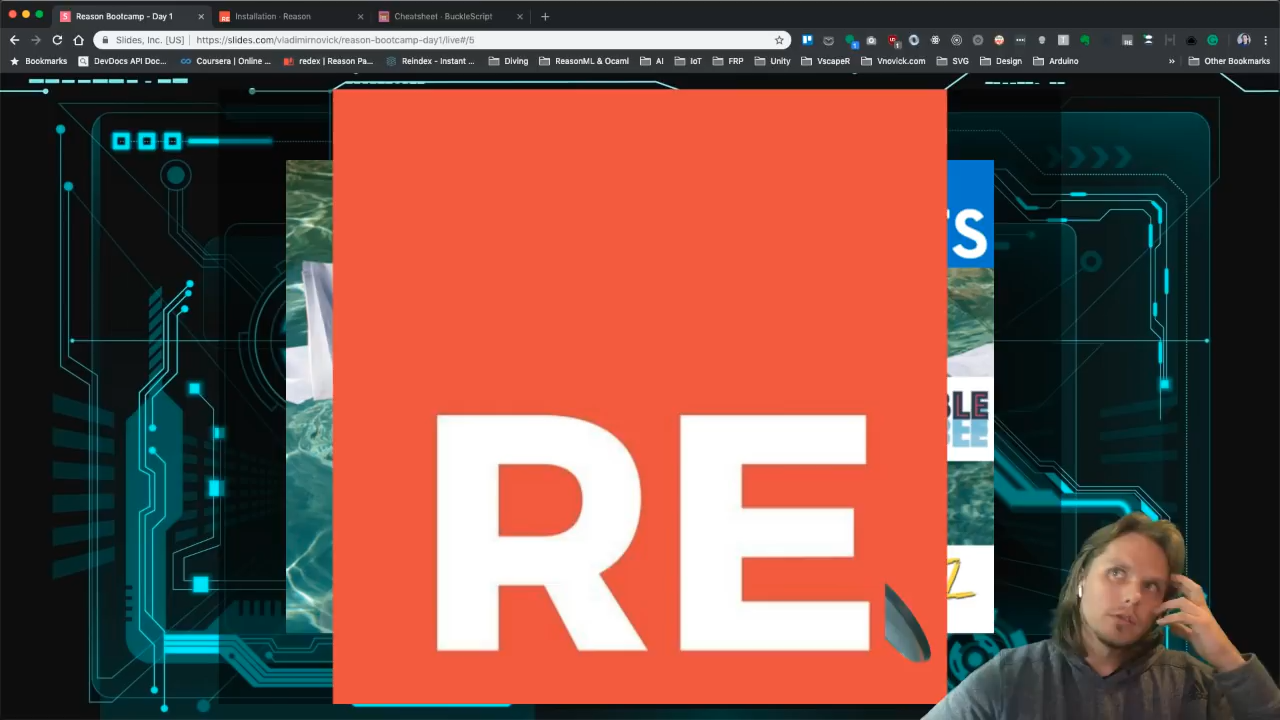 Reason Bootcamp - Day 1
Installation · Reason
Cheatsheet · BuckleScript
Slides, Inc. [US]
https://slides.com/vladimirnovick/reason-bootcamp-day1/live#/5
Bookmarks
DevDocs API Doc...
Coursera | Online ...
redex | Reason Pa...
Reindex - Instant ...
Diving
ReasonML & Ocaml
AI
IoT
FRP
Unity
VscapeR
Vnovick.com
SVG
Design
Arduino
»
Other Bookmarks
RE